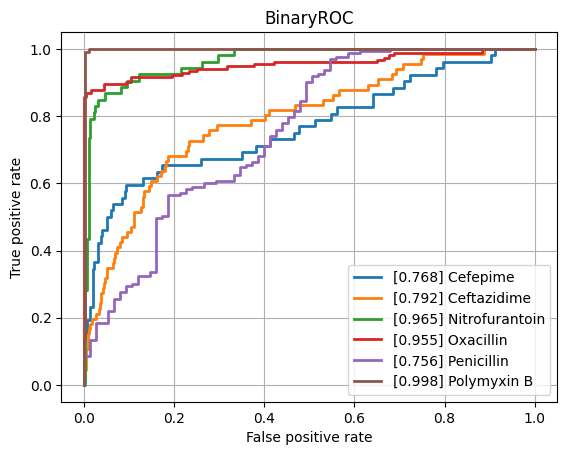 BinaryROC
True positive rate
1.0
0.8
0.6
0.4
0.2
0.0
[0.768] Cefepime
[0.792] Ceftazidime
[0.965] Nitrofurantoin
[0.955] Oxacillin
[0.756] Penicillin
[0.998] Polymyxin B
0.0 0.2 0.4 0.6 0.8 1.0
False positive rate